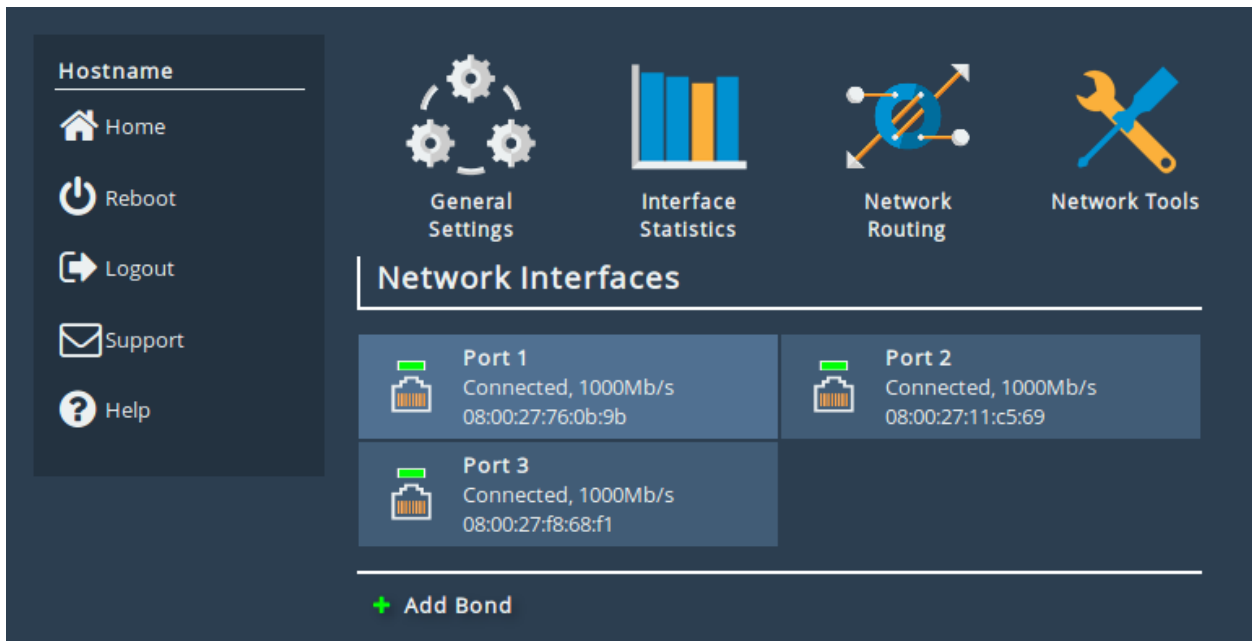 Hostname
Home
Reboot
Logout
Support
Help
General
Settings
Interface
Statistics
Network
Routing
Network Tools
Network Interfaces
Port 1
Connected, 1000Mb/s
08:00:27:76:0b:9b
Port 2
Connected, 1000Mb/s
08:00:27:11:c5:69
Port 3
Connected, 1000Mb/s
08:00:27:f8:68:f1
+ Add Bond